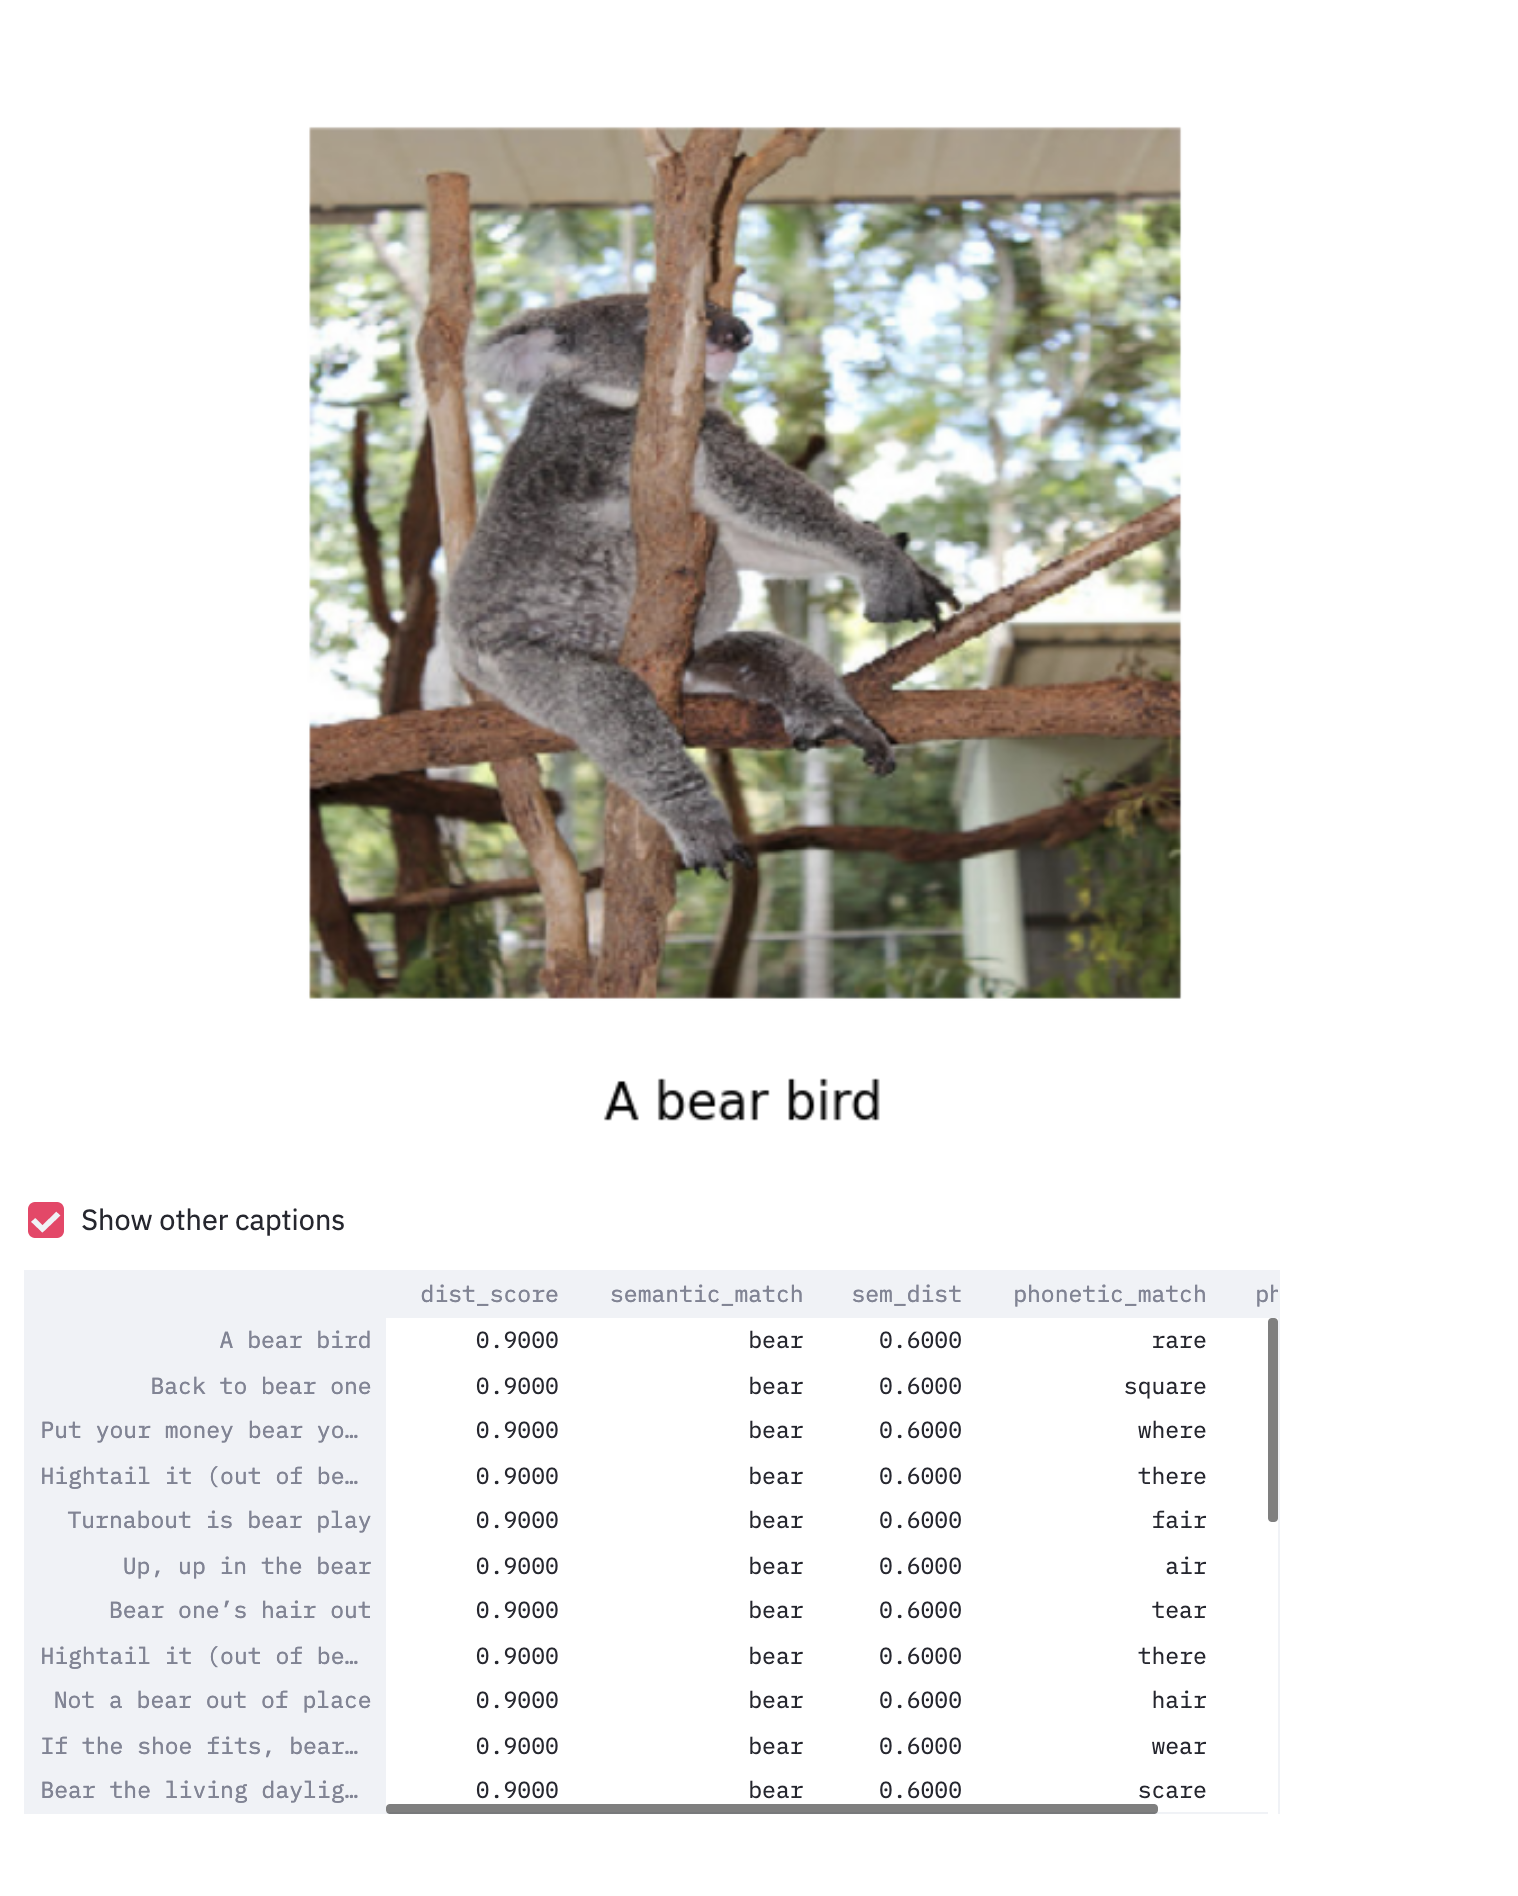 A bear bird
Show other captions
dist_score semantic_match sem_dist phonetic_match ph
A bear bird 0.9000 bear 0.6000 rare
Back to bear one 0.9000 bear 0.6000 square
Put your money bear yo… 0.9000 bear 0.6000 where
Hightail it (out of be… 0.9000 bear 0.6000 there
Turnabout is bear play 0.9000 bear 0.6000 fair
Up, up in the bear 0.9000 bear 0.6000 air
Bear one’s hair out 0.9000 bear 0.6000 tear
Hightail it (out of be… 0.9000 bear 0.6000 there
Not a bear out of place 0.9000 bear 0.6000 hair
If the shoe fits, bear… 0.9000 bear 0.6000 wear
Bear the living daylig… 0.9000 bear 0.6000 scare